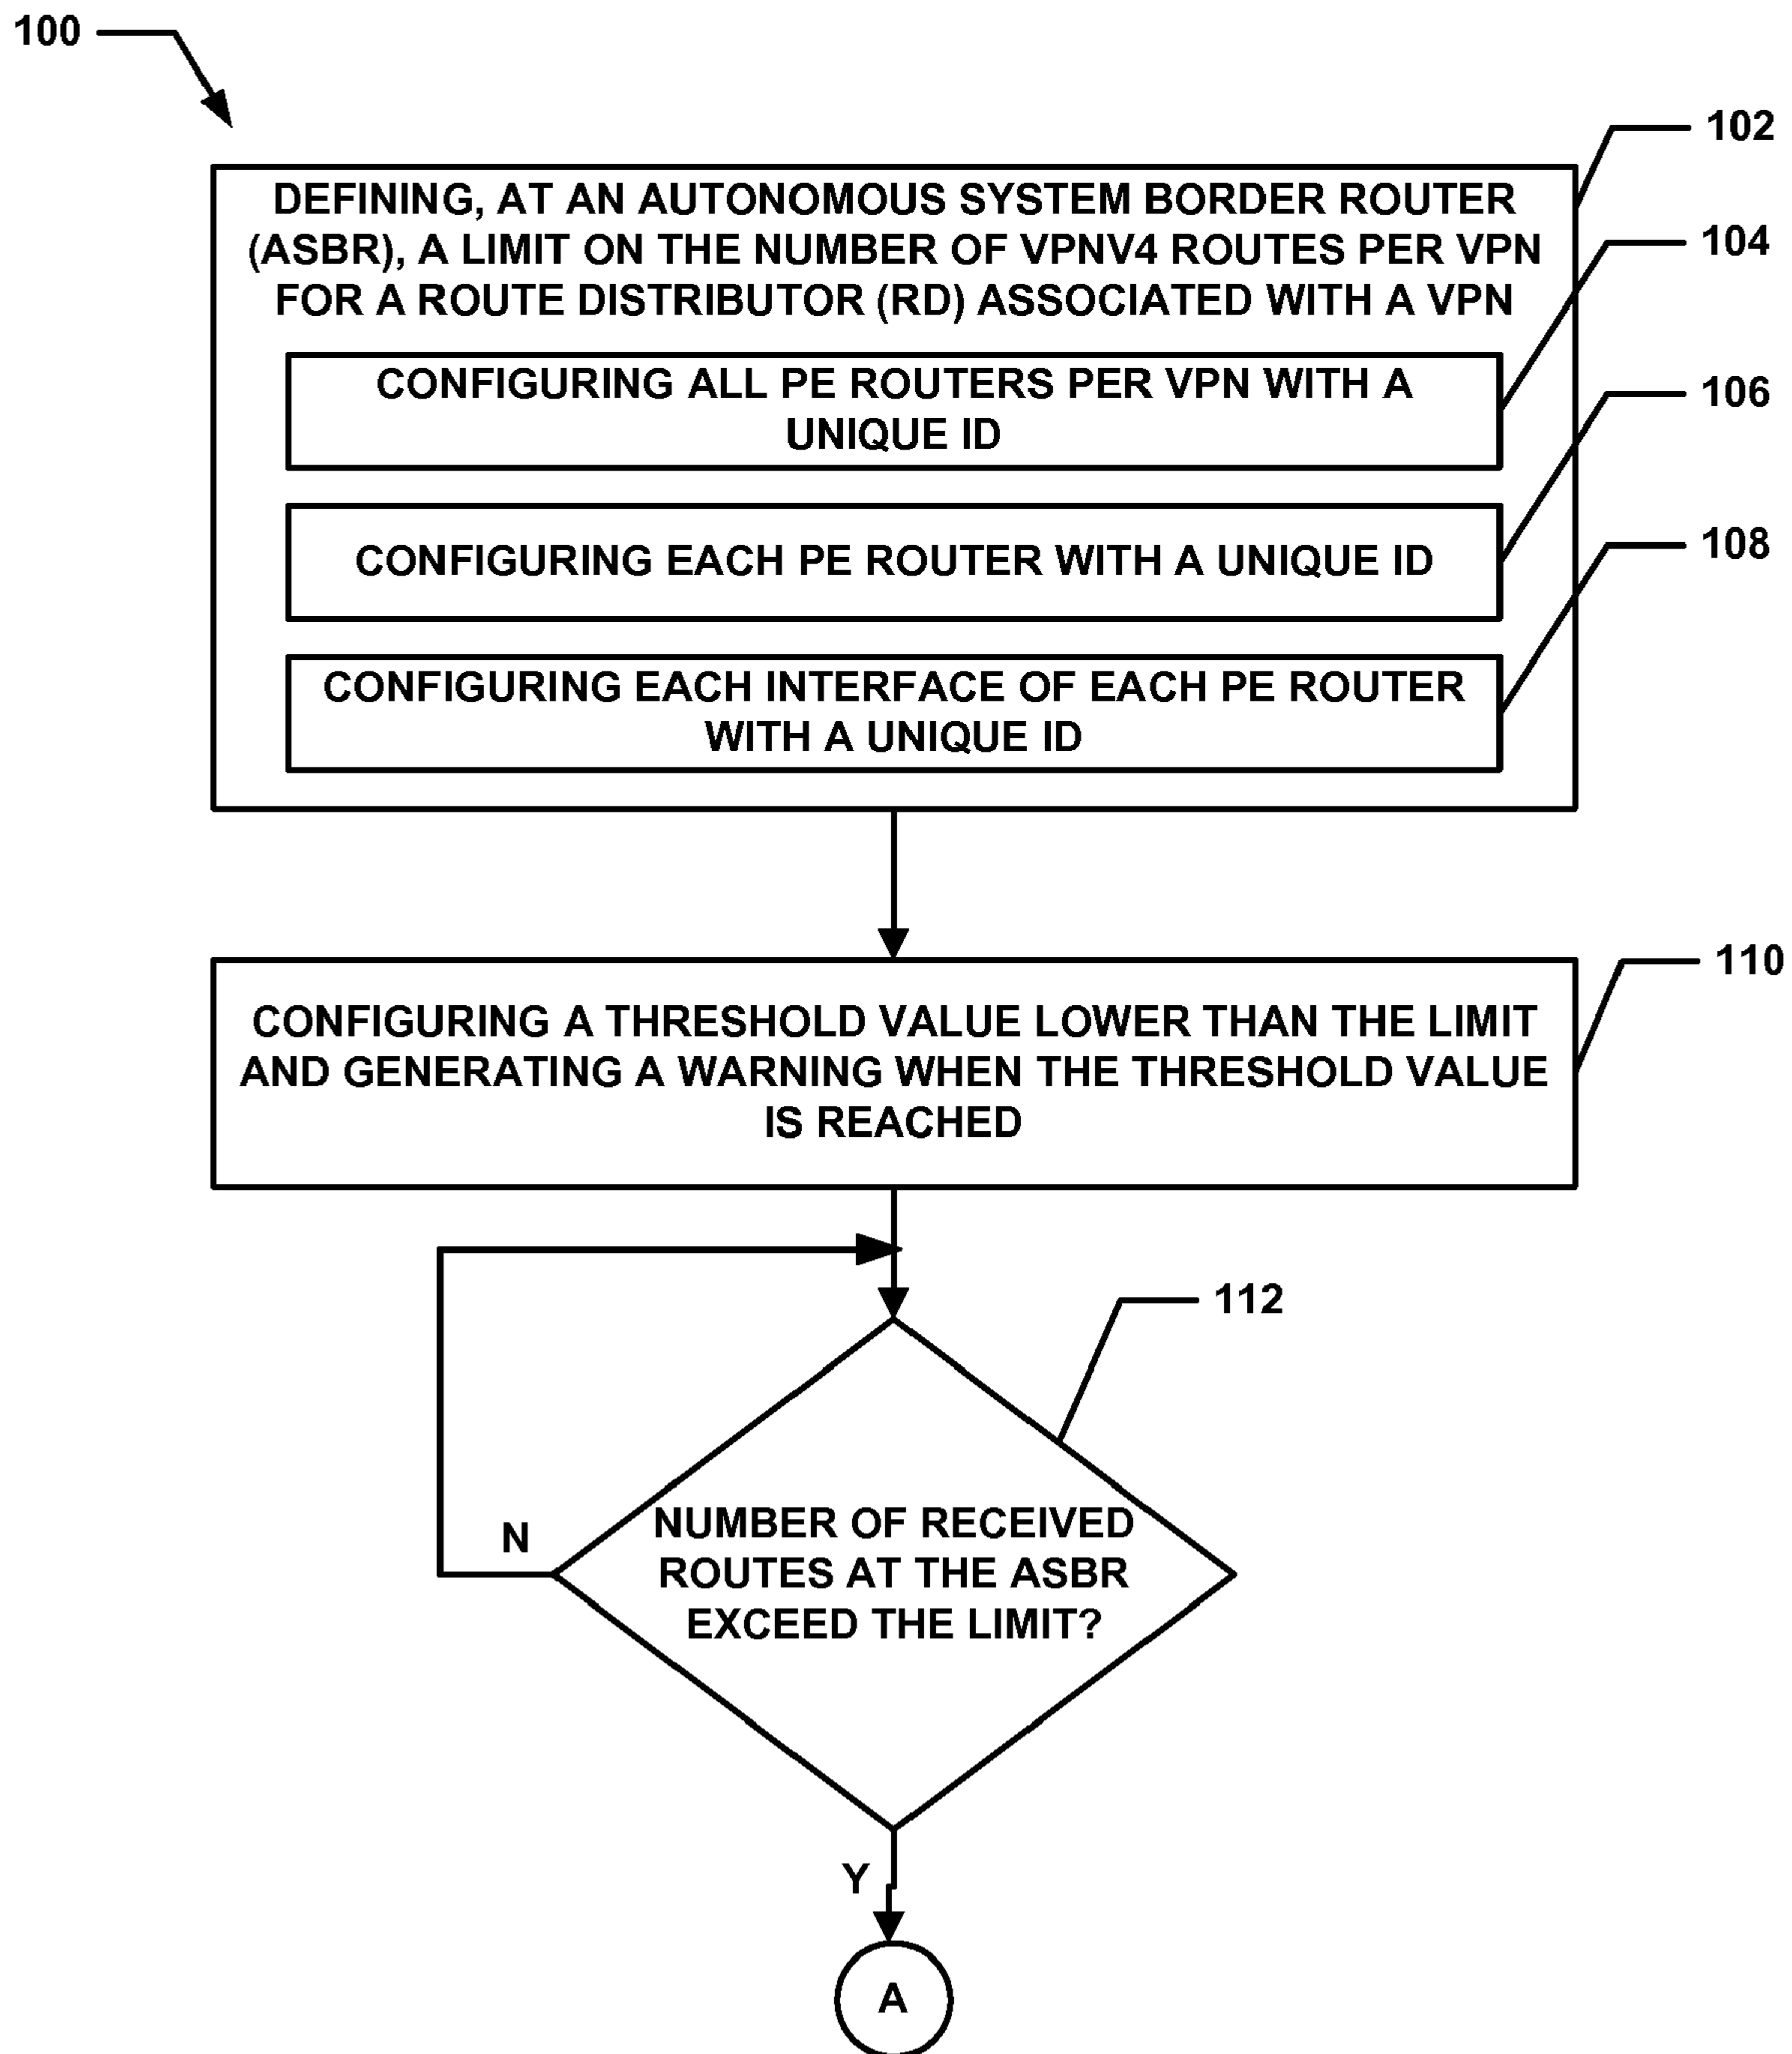 100
102
DEFINING, AT AN AUTONOMOUS SYSTEM BORDER ROUTER
(ASBR), A LIMIT ON THE NUMBER OF VPNV4 ROUTES PER VPN
FOR A ROUTE DISTRIBUTOR (RD) ASSOCIATED WITH A VPN
104
CONFIGURING ALL PE ROUTERS PER VPN WITH A
UNIQUE ID
106
CONFIGURING EACH PE ROUTER WITH A UNIQUE ID
108
CONFIGURING EACH INTERFACE OF EACH PE ROUTER
WITH A UNIQUE ID
110
CONFIGURING A THRESHOLD VALUE LOWER THAN THE LIMIT
AND GENERATING A WARNING WHEN THE THRESHOLD VALUE
IS REACHED
112
NUMBER OF RECEIVED
ROUTES AT THE ASBR
EXCEED THE LIMIT?
N
Y
A